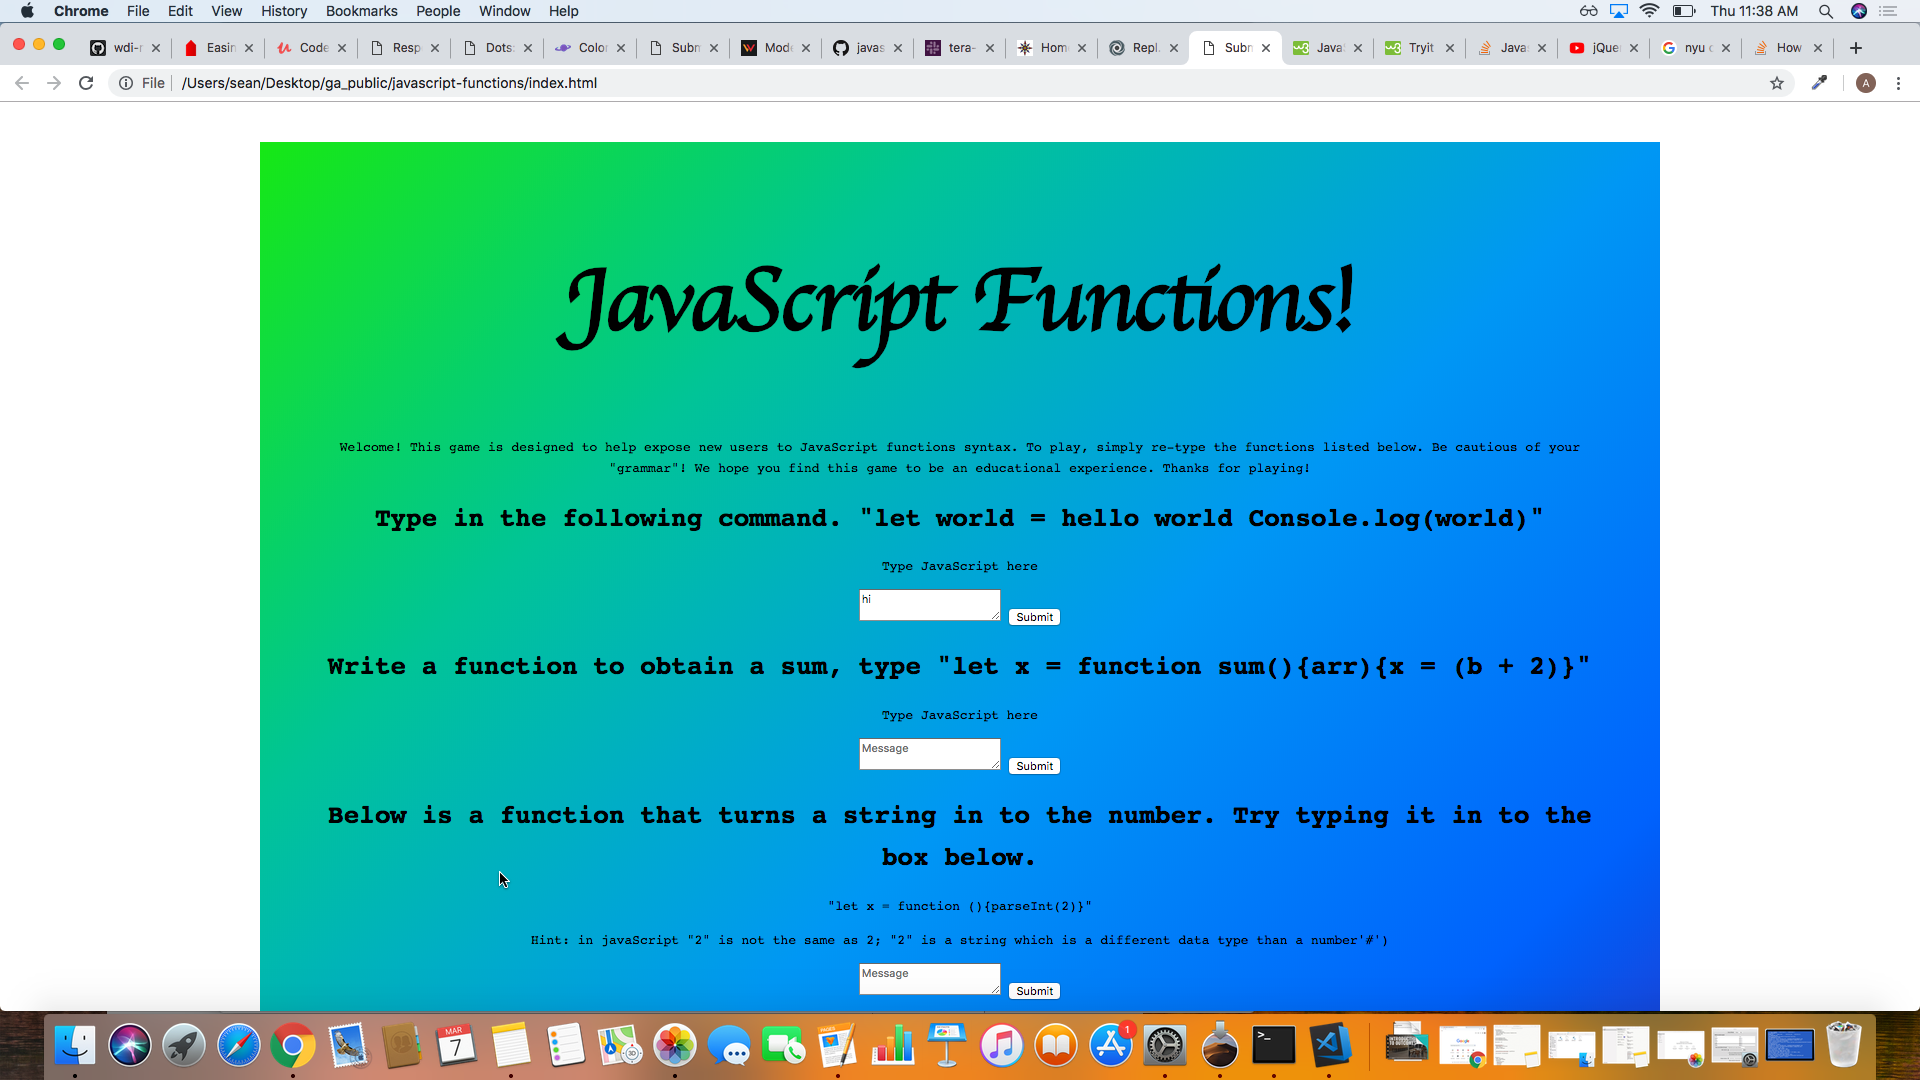 Chrome File Edit View History Bookmarks People Window Help Thu 11:38 AM
wdi-r Easin Code Resp Dots: Color Subm Mode javas tera- Home Repl. Subm Java Tryit Javas jQue nyu How
File /Users/sean/Desktop/ga_public/javascript-functions/index.html A
JavaScript Functions!
Welcome! This game is designed to help expose new users to JavaScript functions syntax. To play, simply re-type the functions listed below. Be cautious of your
"grammar"! We hope you find this game to be an educational experience. Thanks for playing!
Type in the following command. "let world = hello world Console.log(world)"
Type JavaScript here
hi
Submit
Write a function to obtain a sum, type "let x = function sum(){arr){x = (b + 2)}"
Type JavaScript here
Message
Submit
Below is a function that turns a string in to the number. Try typing it in to the
box below.
"let x = function (){parseInt(2)}"
Hint: in javaScript "2" is not the same as 2; "2" is a string which is a different data type than a number'#')
Message
Submit
MAR
7
PAGES
3D
1
>_